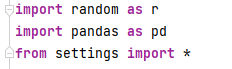 import random as r
import pandas as pd
from settings import *